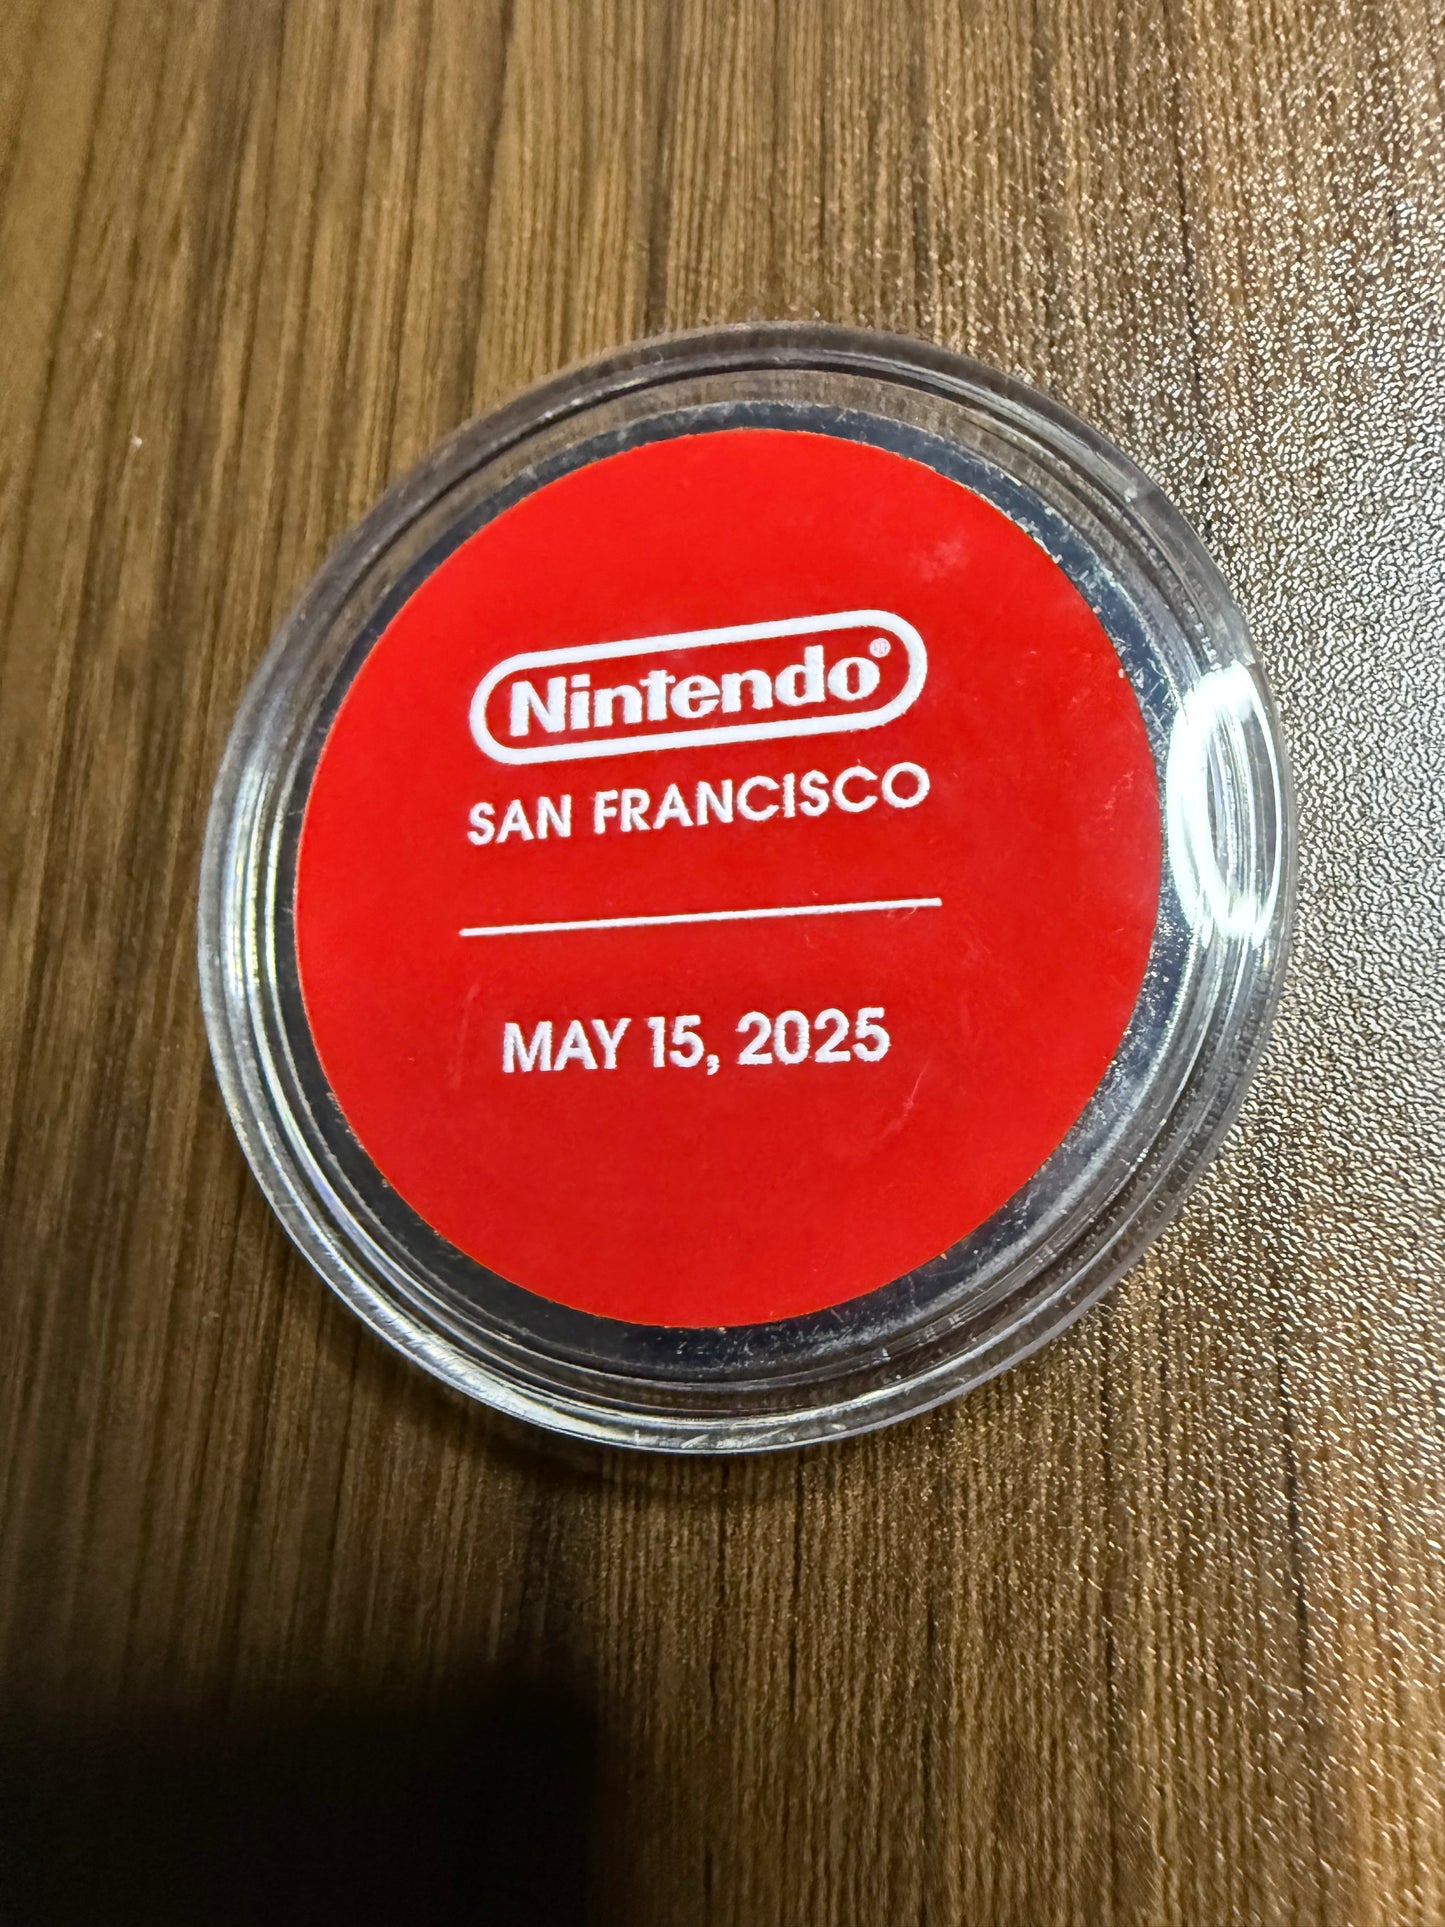 Nintendo®
SAN FRANCISCO
MAY 15, 2025